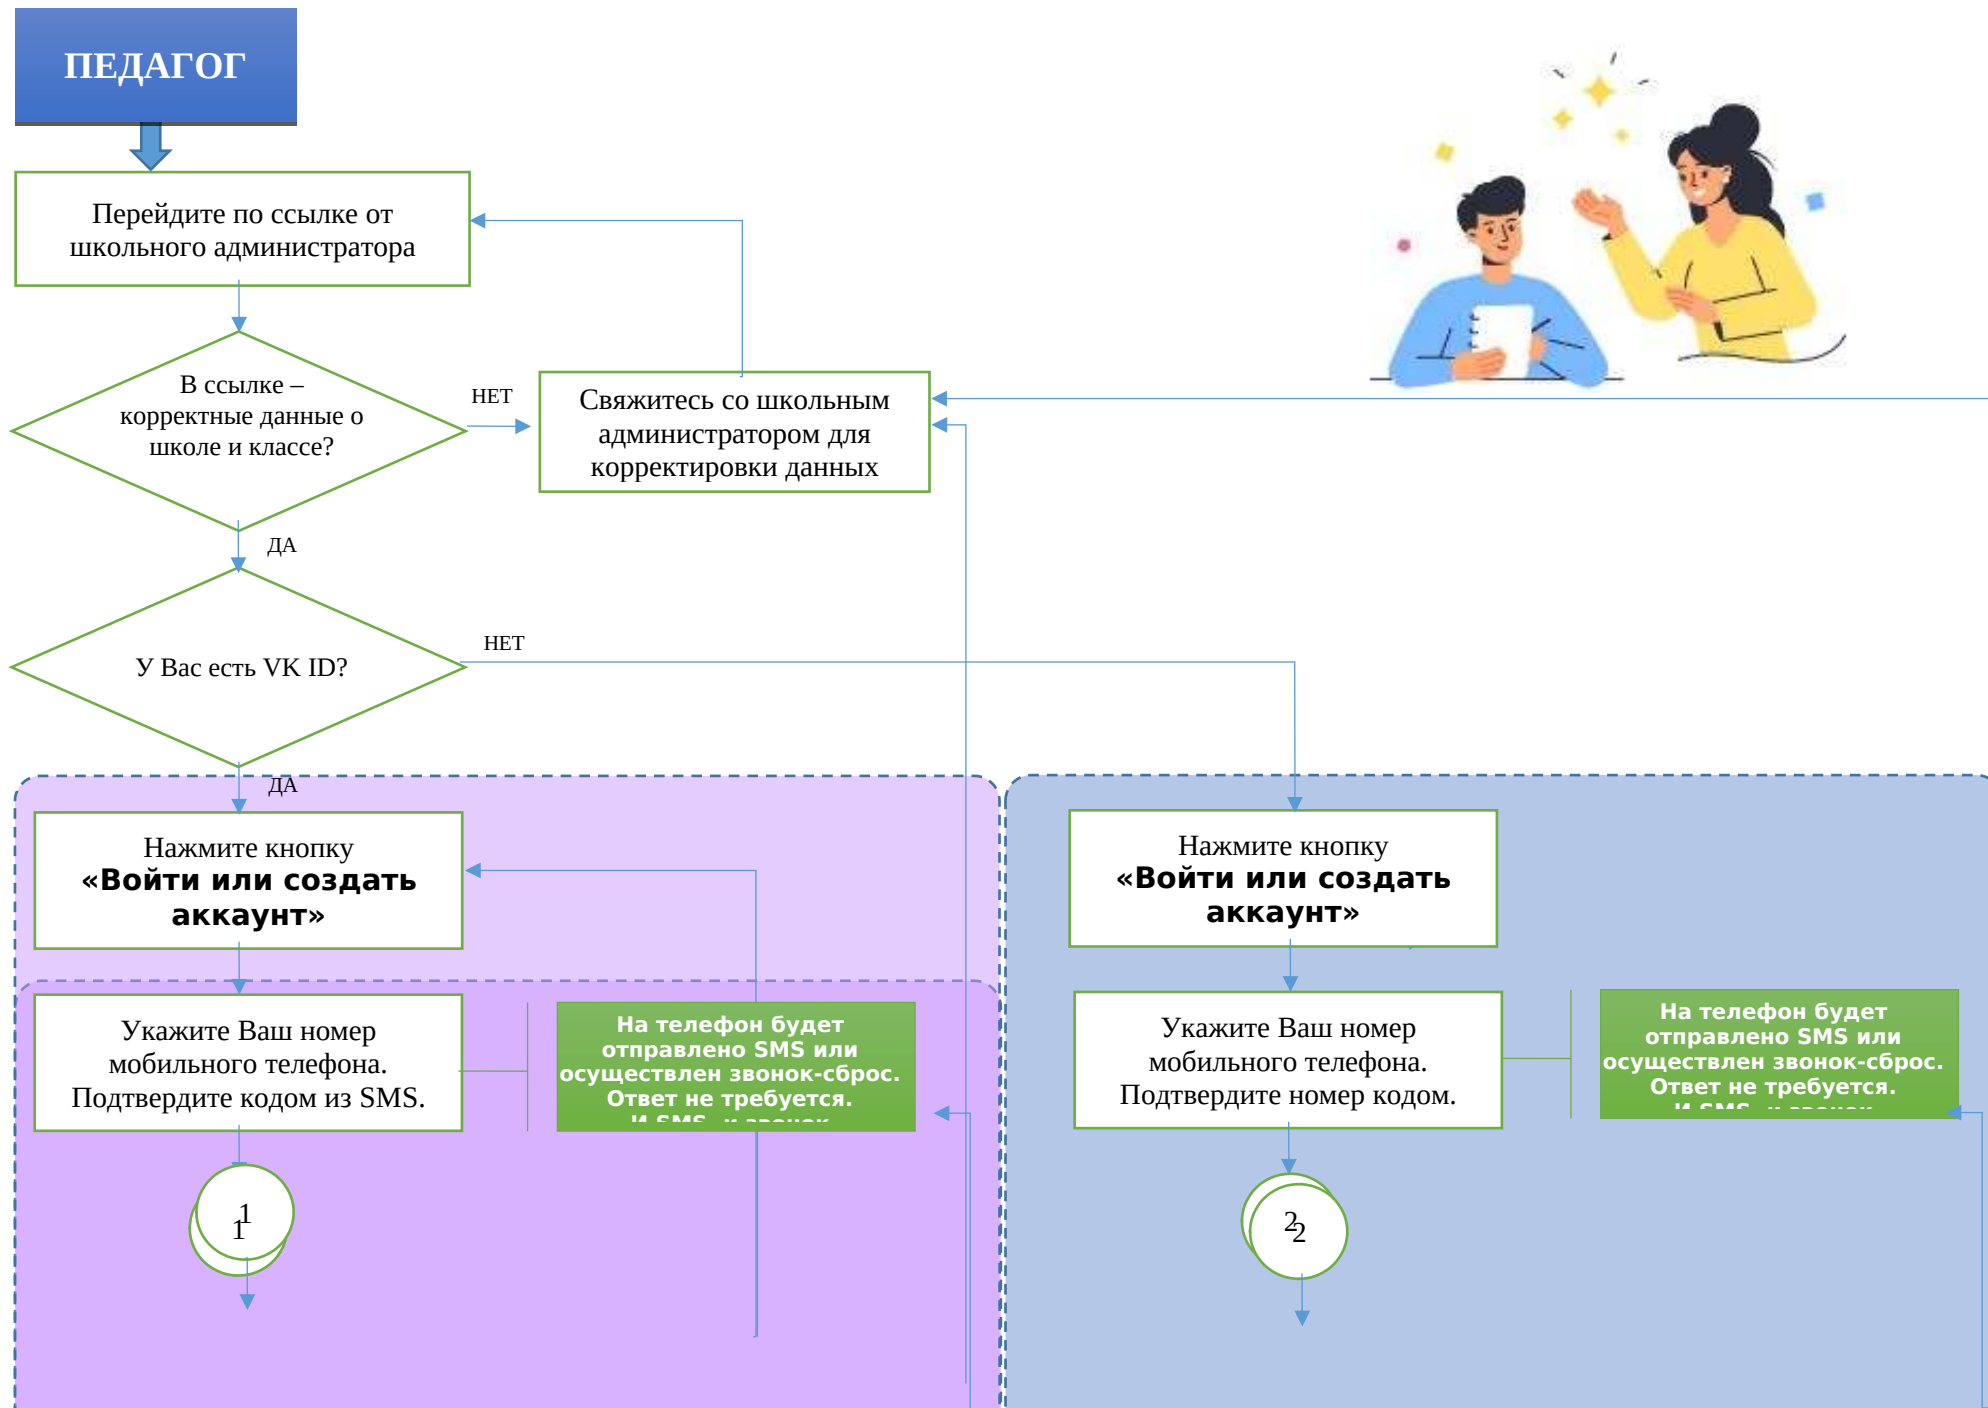 ПЕДАГОГ
Перейдите по ссылке от
школьного администратора
В ссылке –
корректные данные о
школе и классе?
НЕТ
Свяжитесь со школьным
администратором для
корректировки данных
ДА
У Вас есть VK ID?
НЕТ
ДА
Нажмите кнопку
«Войти или создать
аккаунт»
Нажмите кнопку
«Войти или создать
аккаунт»
Укажите Ваш номер
мобильного телефона.
Подтвердите кодом из SMS.
На телефон будет
отправлено SMS или
осуществлен звонок-сброс.
Ответ не требуется.
И SMS, и звонок
Укажите Ваш номер
мобильного телефона.
Подтвердите номер кодом.
На телефон будет
отправлено SMS или
осуществлен звонок-сброс.
Ответ не требуется.
И SMS, и звонок
1
1
2
2